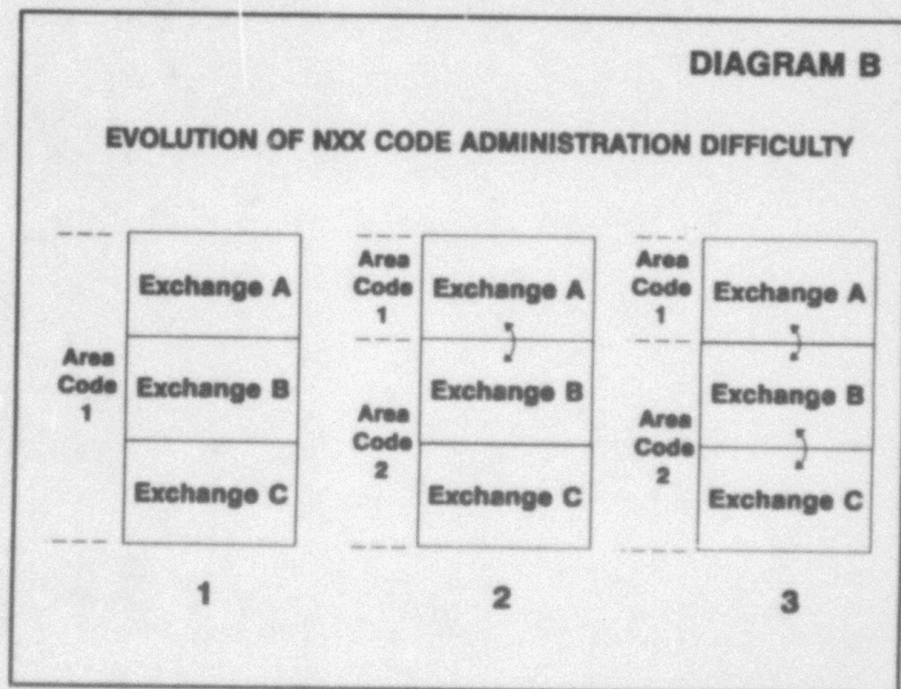 DIAGRAM B
EVOLUTION OF NXX CODE ADMINISTRATION DIFFICULTY
Area
Code
1
Exchange A
Exchange B
Exchange C
1
Area
Code
1
Area
Code
2
Exchange A
Exchange B
Exchange C
2
Area
Code
1
Area
Code
2
Exchange A
Exchange B
Exchange C
3